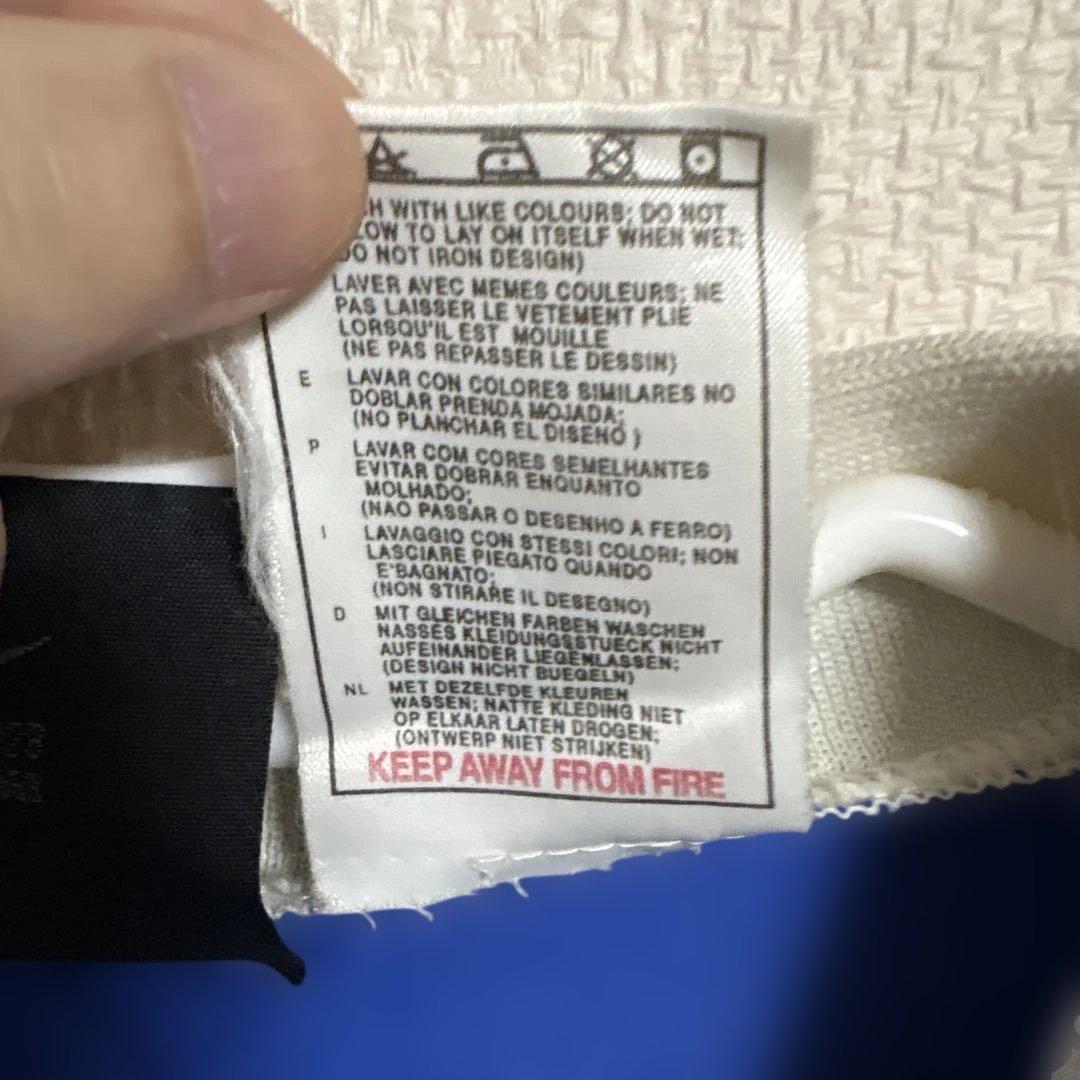 WITH LIKE COLOURS; DO NOT
TO LAY ON ITSELF WHEN WET;
DO NOT IRON DESIGN)
LAVER AVEC MEMES COULEURS; NE
PAS LAISSER LE VETEMENT PLIE
LORSQU'IL EST MOUILLE
(NE PAS REPASSER LE DESSIN)
E LAVAR CON COLORES SIMILARES NO
DOBLAR PRENDA MOJADA;
(NO PLANCHAR EL DISENO )
P LAVAR COM CORES SEMELHANTES
EVITAR DOBRAR ENQUANTO
MOLHADO;
(NAO PASSAR O DESENHO A FERRO)
I LAVAGGIO CON STESSI COLORI; NON
LASCIARE PIEGATO QUANDO
E'BAGNATO;
(NON STIRARE IL DESEGNO)
D MIT GLEICHEN FARBEN WASCHEN
NASSES KLEIDUNGSSTUECK NICHT
AUFEINANDER LIEGENLASSEN;
(DESIGN NICHT BUEGELN)
NL MET DEZELFDE KLEUREN
WASSEN; NATTE KLEDING NIET
OP ELKAAR LATEN DROGEN;
(ONTWERP NIET STRIJKEN)
KEEP AWAY FROM FIRE